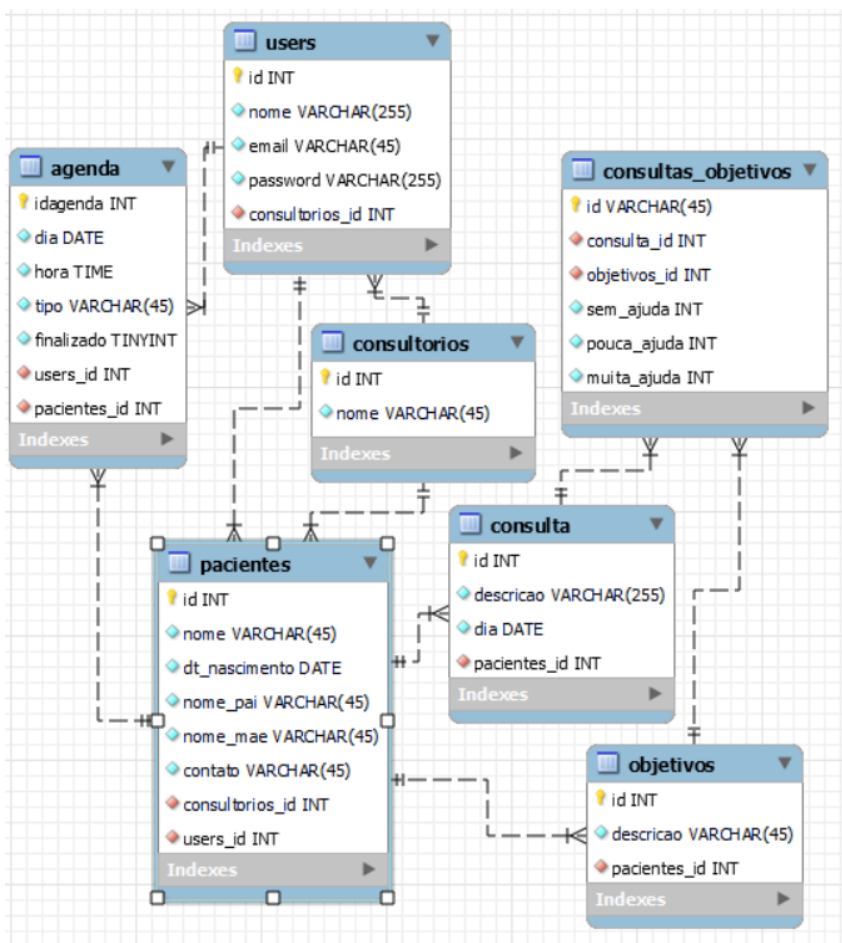 users
id INT
nome VARCHAR(255)
email VARCHAR(45)
password VARCHAR(255)
consultorios_id INT
Indexes
agenda
idagenda INT
dia DATE
hora TIME
tipo VARCHAR(45)
finalizado TINYINT
users_id INT
pacientes_id INT
Indexes
consultas_objetivos
id VARCHAR(45)
consulta_id INT
objetivos_id INT
sem_ajuda INT
pouca_ajuda INT
muita_ajuda INT
Indexes
consultorios
id INT
nome VARCHAR(45)
Indexes
consulta
id INT
descricao VARCHAR(255)
dia DATE
pacientes_id INT
Indexes
pacientes
id INT
nome VARCHAR(45)
dt_nascimento DATE
nome_pai VARCHAR(45)
nome_mae VARCHAR(45)
contato VARCHAR(45)
consultorios_id INT
users_id INT
Indexes
objetivos
id INT
descricao VARCHAR(45)
pacientes_id INT
Indexes